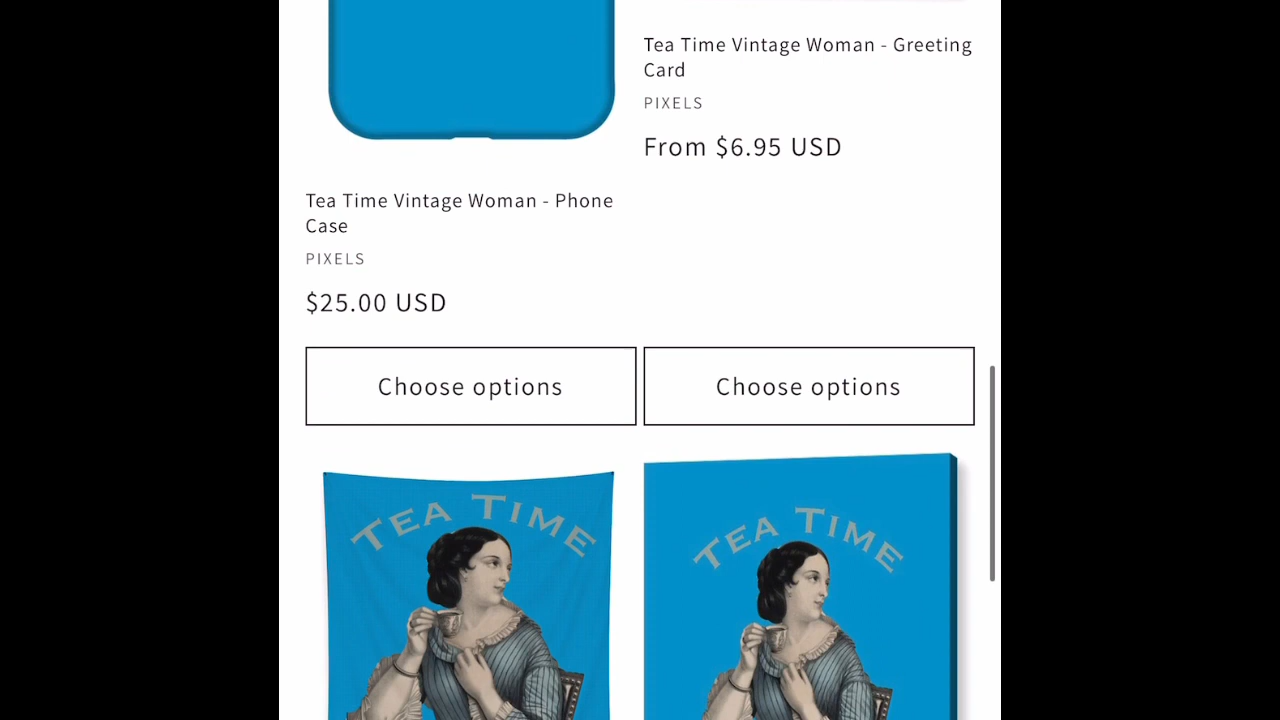 Tea Time Vintage Woman - Greeting
Card
PIXELS
From $6.95 USD
Tea Time Vintage Woman - Phone
Case
PIXELS
$25.00 USD
Choose options
Choose options
TEA TIME
TEA TIME